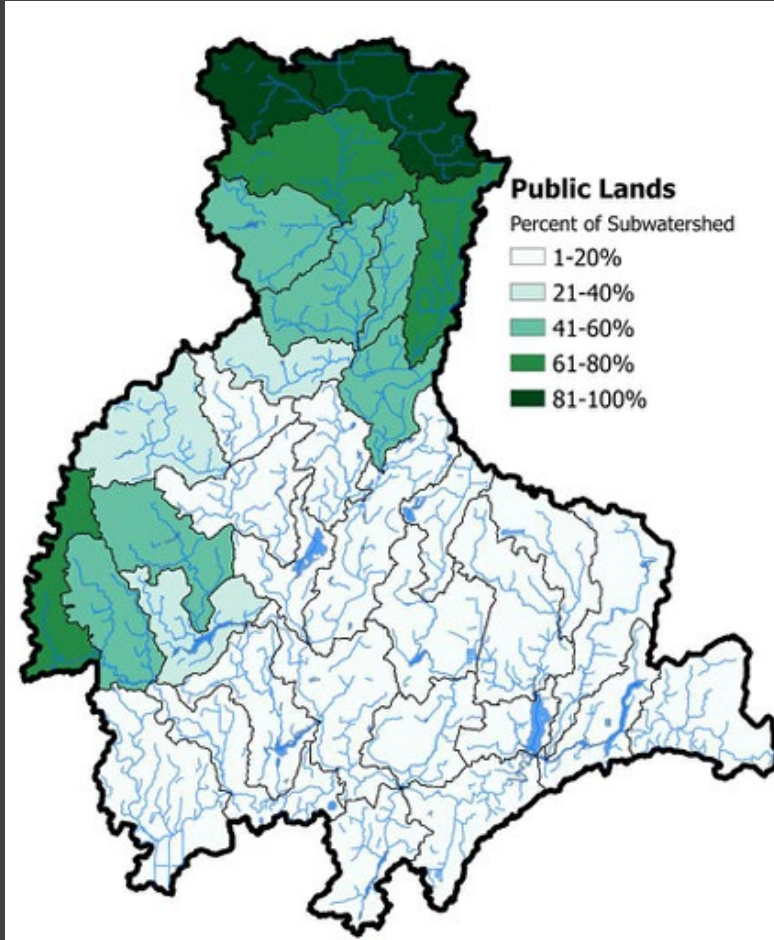 Public Lands
Percent of Subwatershed
1-20%
21-40%
41-60%
61-80%
81-100%